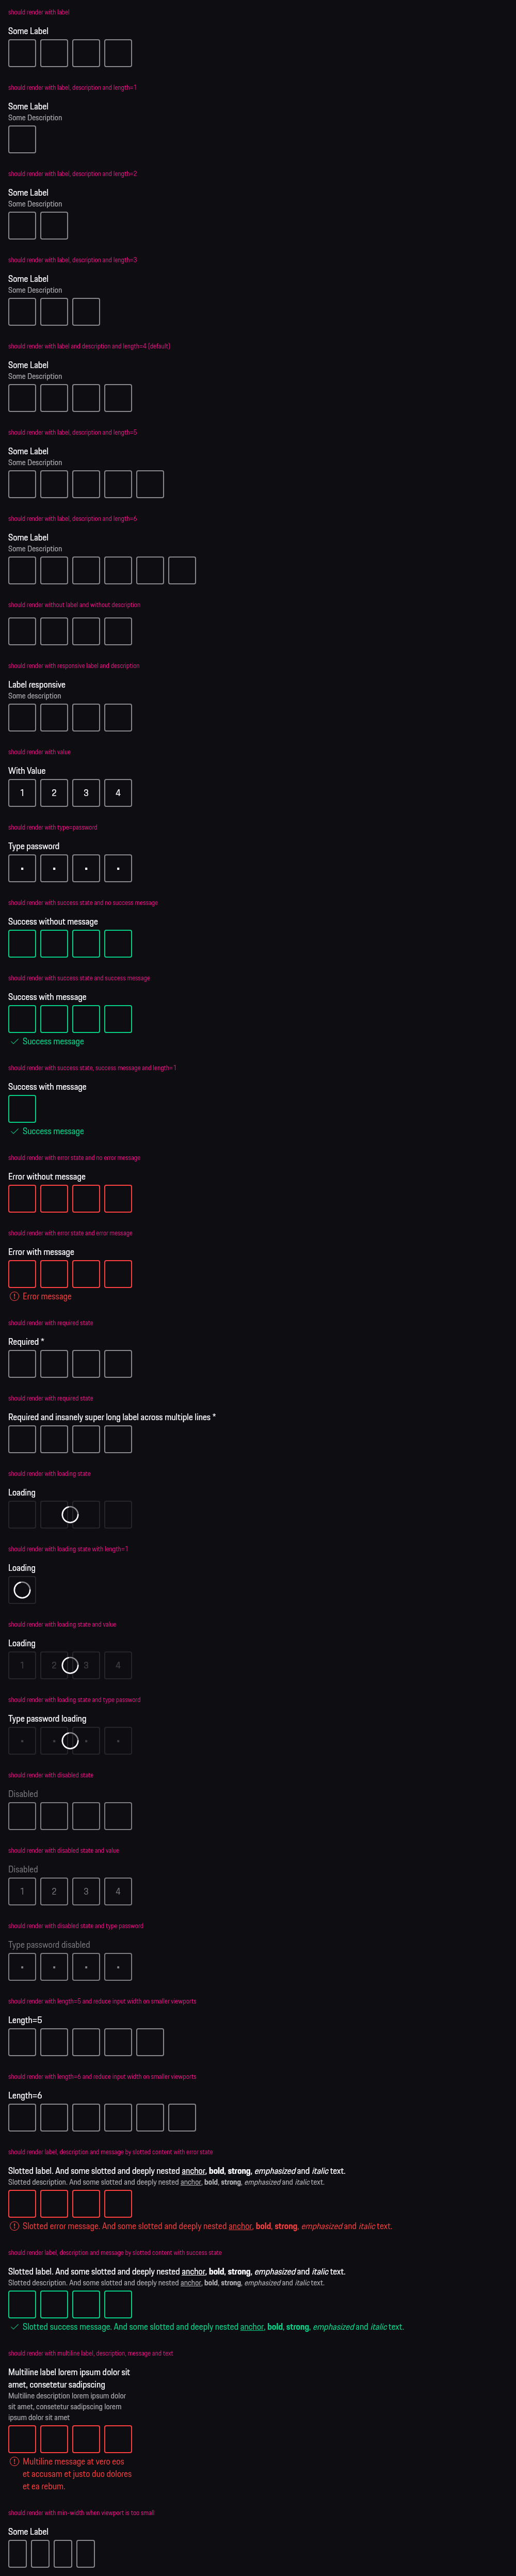 should render with label
Some Label
should render with label, description and length=1
Some Label
Some Description
should render with label, description and length=2
Some Label
Some Description
should render with label, description and length=3
Some Label
Some Description
should render with label and description and length=4 (default)
Some Label
Some Description
should render with label, description and length=5
Some Label
Some Description
should render with label, description and length=6
Some Label
Some Description
should render without label and without description
should render with responsive label and description
Label responsive
Some description
should render with value
With Value
1 2 3 4
should render with type=password
Type password
• • • •
should render with success state and no success message
Success without message
should render with success state and success message
Success with message
Success message
should render with success state, success message and length=1
Success with message
Success message
should render with error state and no error message
Error without message
should render with error state and error message
Error with message
Error message
should render with required state
Required *
should render with required state
Required and insanely super long label across multiple lines *
should render with loading state
Loading
should render with loading state with length=1
Loading
should render with loading state and value
Loading
1 2 3 4
should render with loading state and type password
Type password loading
• • • •
should render with disabled state
Disabled
should render with disabled state and value
Disabled
1 2 3 4
should render with disabled state and type password
Type password disabled
• • • •
should render with length=5 and reduce input width on smaller viewports
Length=5
should render with length=6 and reduce input width on smaller viewports
Length=6
should render label, description and message by slotted content with error state
Slotted label. And some slotted and deeply nested anchor, bold, strong, emphasized and italic text.
Slotted description. And some slotted and deeply nested anchor, bold, strong, emphasized and italic text.
Slotted error message. And some slotted and deeply nested anchor, bold, strong, emphasized and italic text.
should render label, description and message by slotted content with success state
Slotted label. And some slotted and deeply nested anchor, bold, strong, emphasized and italic text.
Slotted description. And some slotted and deeply nested anchor, bold, strong, emphasized and italic text.
Slotted success message. And some slotted and deeply nested anchor, bold, strong, emphasized and italic text.
should render with multiline label, description, message and text
Multiline label lorem ipsum dolor sit
amet, consetetur sadipscing
Multiline description lorem ipsum dolor
sit amet, consetetur sadipscing lorem
ipsum dolor sit amet
Multiline message at vero eos
et accusam et justo duo dolores
et ea rebum.
should render with min-width when viewport is too small
Some Label